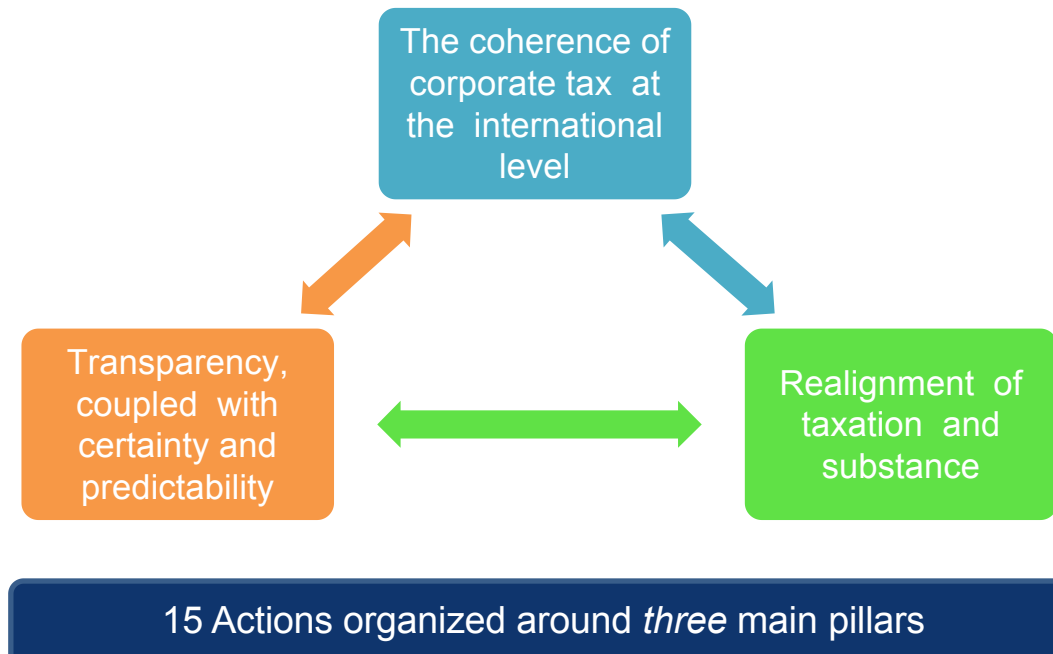 The coherence of
corporate tax at
the international
level
Transparency,
coupled with
certainty and
predictability
Realignment of
taxation and
substance
15 Actions organized around three main pillars